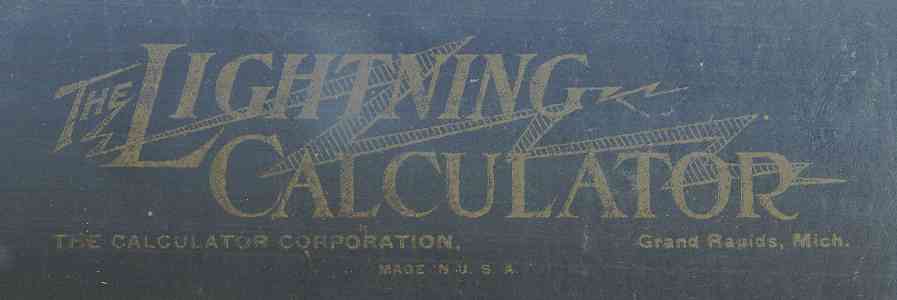 THE LIGHTNING
CALCULATOR
THE CALCULATOR CORPORATION, Grand Rapids, Mich.
MADE IN U. S. A.